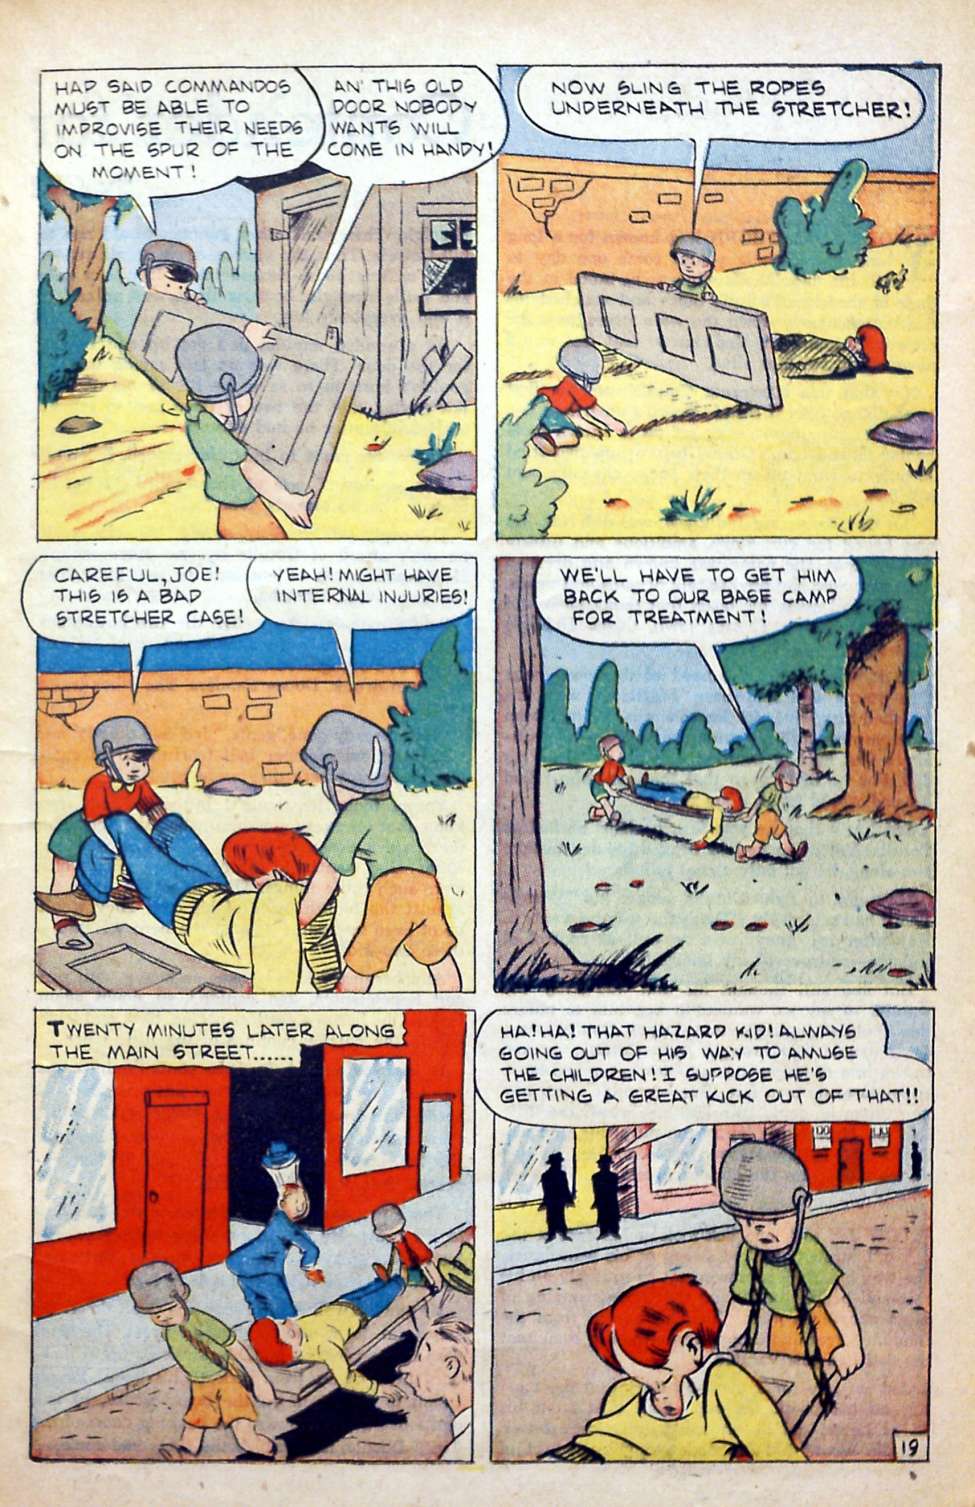 HAP SAID COMMANDOS
MUST BE ABLE TO
IMPROVISE THEIR NEEDS
ON THE SPUR OF THE
MOMENT!
AN' THIS OLD
DOOR NOBODY
WANTS WILL
COME IN HANDY!
NOW SLING THE ROPES
UNDERNEATH THE STRETCHER!
CAREFUL, JOE!
THIS IS A BAD
STRETCHER CASE!
YEAH! MIGHT HAVE
INTERNAL INJURIES!
WE'LL HAVE TO GET HIM
BACK TO OUR BASE CAMP
FOR TREATMENT!
TWENTY MINUTES LATER ALONG
THE MAIN STREET......
HA! HA! THAT HAZARD KID! ALWAYS
GOING OUT OF HIS WAY TO AMUSE
THE CHILDREN! I SUPPOSE HE'S
GETTING A GREAT KICK OUT OF THAT!!
19